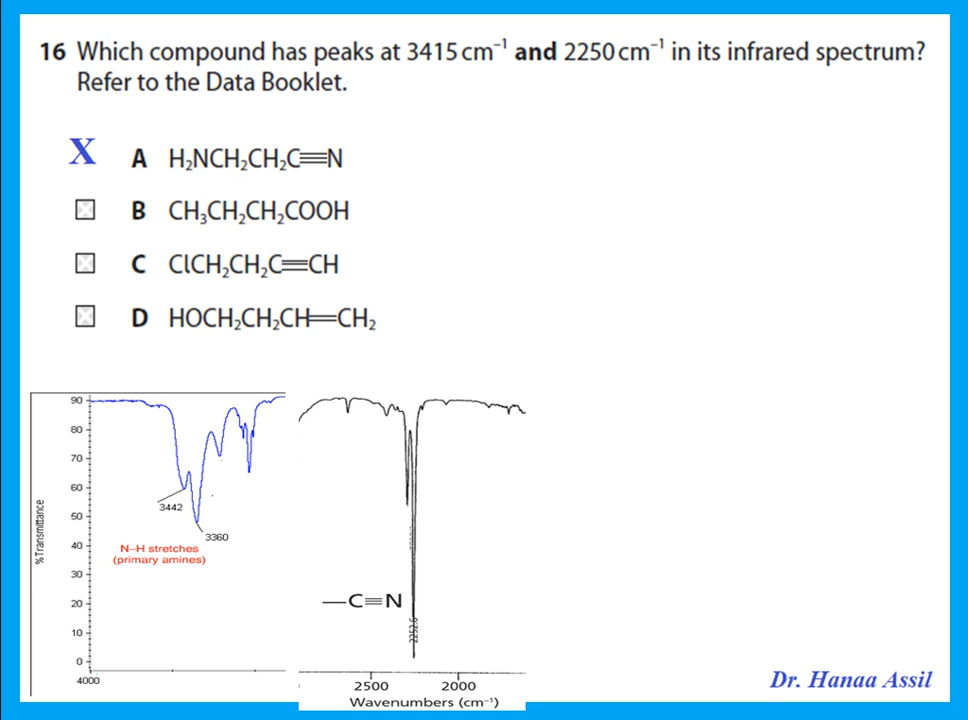 16 Which compound has peaks at 3415 cm⁻¹ and 2250 cm⁻¹ in its infrared spectrum?
Refer to the Data Booklet.
X A H₂NCH₂CH₂C≡N
B CH₃CH₂CH₂COOH
C ClCH₂CH₂C≡CH
D HOCH₂CH₂CH=CH₂
%Transmittance
90
80
70
60
50
40
30
20
10
0
4000
3442
3360
N–H stretches
(primary amines)
—C≡N
2252.6
2500 2000
Wavenumbers (cm⁻¹)
Dr. Hanaa Assil